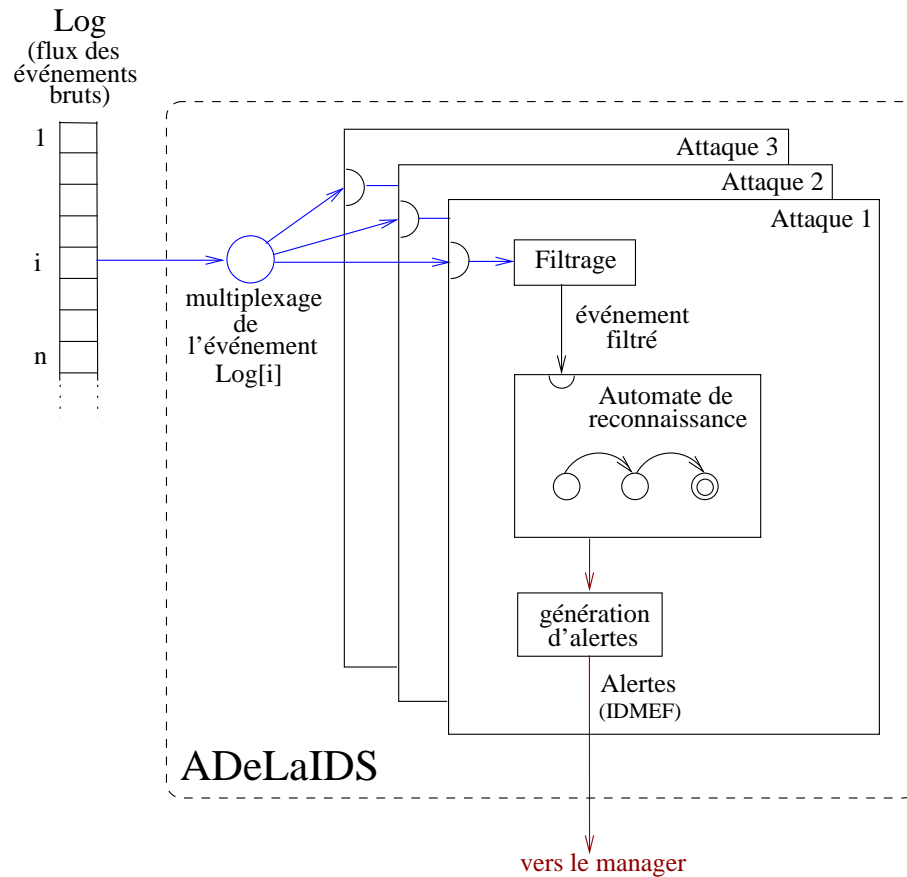 Log
(flux des
événements
bruts)
1
i
n
Attaque 3
Attaque 2
Attaque 1
Filtrage
multiplexage
de
l'événement
Log[i]
événement
filtré
Automate de
reconnaissance
génération
d'alertes
Alertes
(IDMEF)
ADeLaIDS
vers le manager